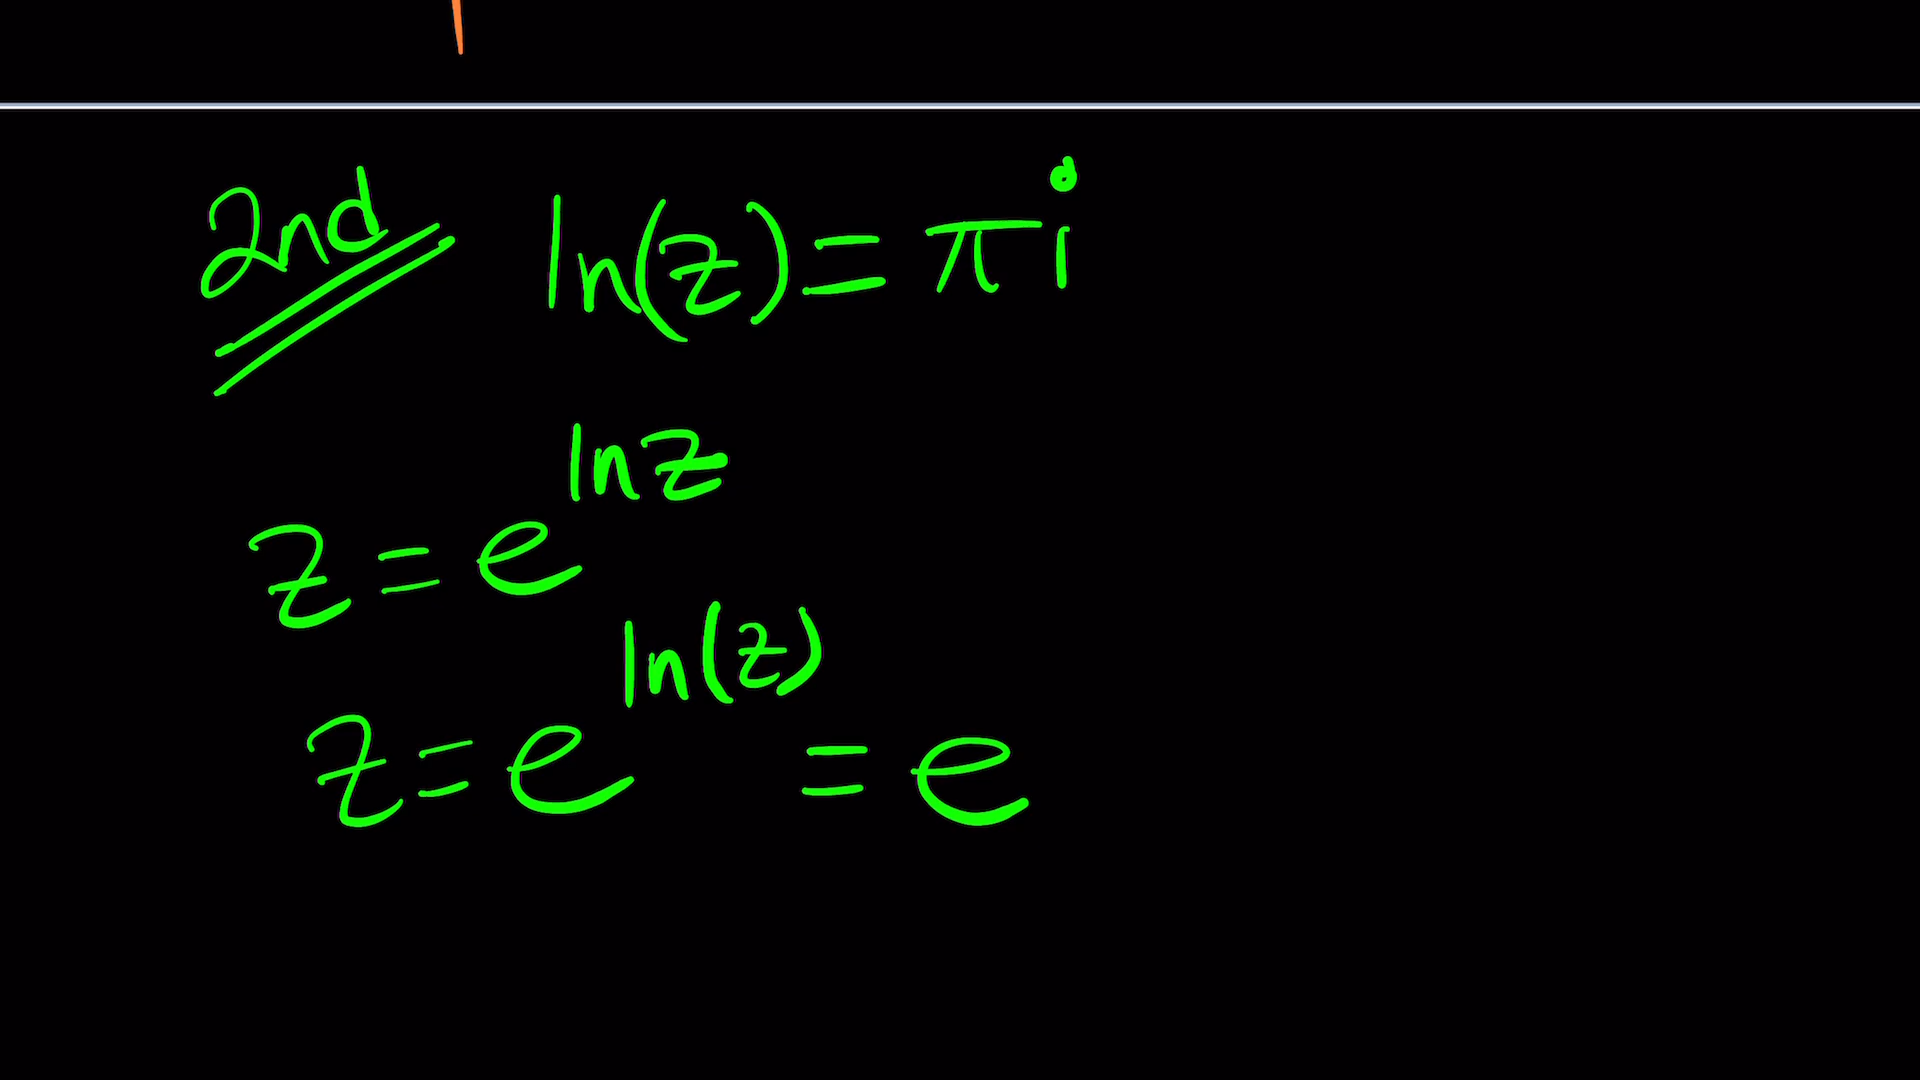 2nd ln(z) = πi
z = e^ln z
z = e^ln(z) = e